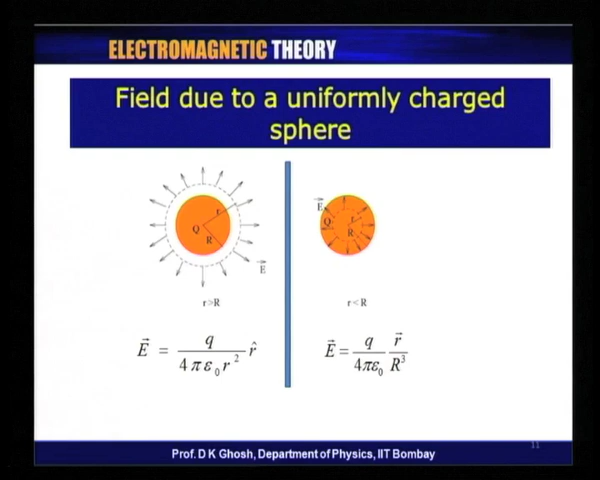 ELECTROMAGNETIC THEORY
Field due to a uniformly charged
sphere
r
Q
R
E
r>R
E = q / 4πε₀r² r̂
E
Q
r
R
r<R
E = q / 4πε₀ r / R³
Prof. D K Ghosh, Department of Physics, IIT Bombay
11